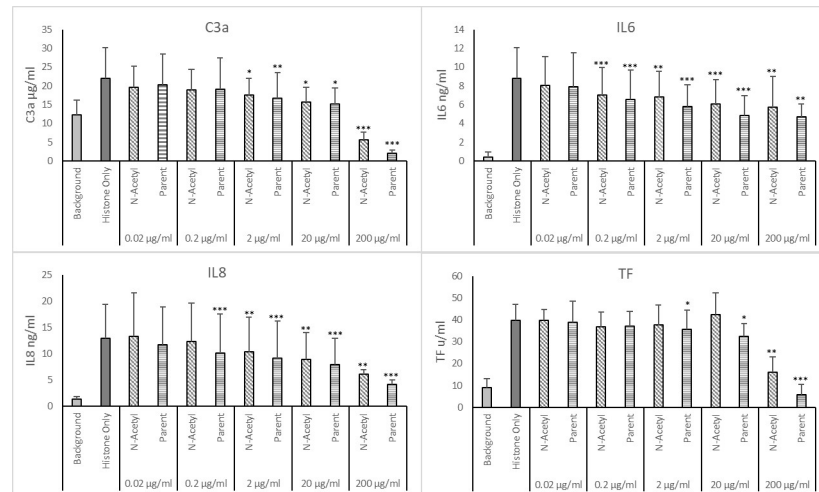 C3a
C3a µg/ml
35
30
25
20
15
10
5
0
* ** * * *** ***
Background Histone Only N-Acetyl Parent N-Acetyl Parent N-Acetyl Parent N-Acetyl Parent N-Acetyl Parent
0.02 µg/ml 0.2 µg/ml 2 µg/ml 20 µg/ml 200 µg/ml
IL6
IL6 ng/ml
14
12
10
8
6
4
2
0
*** *** ** *** *** *** ** **
Background Histone Only N-Acetyl Parent N-Acetyl Parent N-Acetyl Parent N-Acetyl Parent N-Acetyl Parent
0.02 µg/ml 0.2 µg/ml 2 µg/ml 20 µg/ml 200 µg/ml
IL8
IL8 ng/ml
25
20
15
10
5
0
*** ** *** ** *** ** ***
Background Histone Only N-Acetyl Parent N-Acetyl Parent N-Acetyl Parent N-Acetyl Parent N-Acetyl Parent
0.02 µg/ml 0.2 µg/ml 2 µg/ml 20 µg/ml 200 µg/ml
TF
TF u/ml
60
50
40
30
20
10
0
* * ** ***
Background Histone Only N-Acetyl Parent N-Acetyl Parent N-Acetyl Parent N-Acetyl Parent N-Acetyl Parent
0.02 µg/ml 0.2 µg/ml 2 µg/ml 20 µg/ml 200 µg/ml